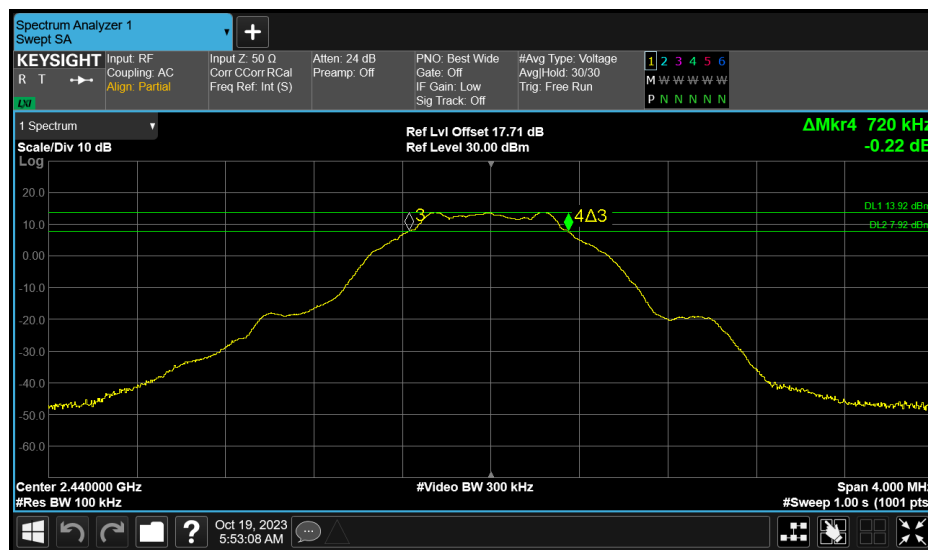 Spectrum Analyzer 1
Swept SA
KEYSIGHT
R T
LXI
Input: RF
Coupling: AC
Align: Partial
Input Z: 50 Ω
Corr CCorr RCal
Freq Ref: Int (S)
Atten: 24 dB
Preamp: Off
PNO: Best Wide
Gate: Off
IF Gain: Low
Sig Track: Off
#Avg Type: Voltage
Avg|Hold: 30/30
Trig: Free Run
1 2 3 4 5 6
M W W W W W W
P N N N N N N
1 Spectrum
Scale/Div 10 dB
Ref Lvl Offset 17.71 dB
Ref Level 30.00 dBm
ΔMkr4 720 kHz
-0.22 dB
Log
20.0
10.0
0.00
-10.0
-20.0
-30.0
-40.0
-50.0
-60.0
3
4Δ3
DL1 13.92 dBm
DL2 7.92 dBm
Center 2.440000 GHz
#Video BW 300 kHz
Span 4.000 MHz
#Res BW 100 kHz
#Sweep 1.00 s (1001 pts
?
Oct 19, 2023
5:53:08 AM